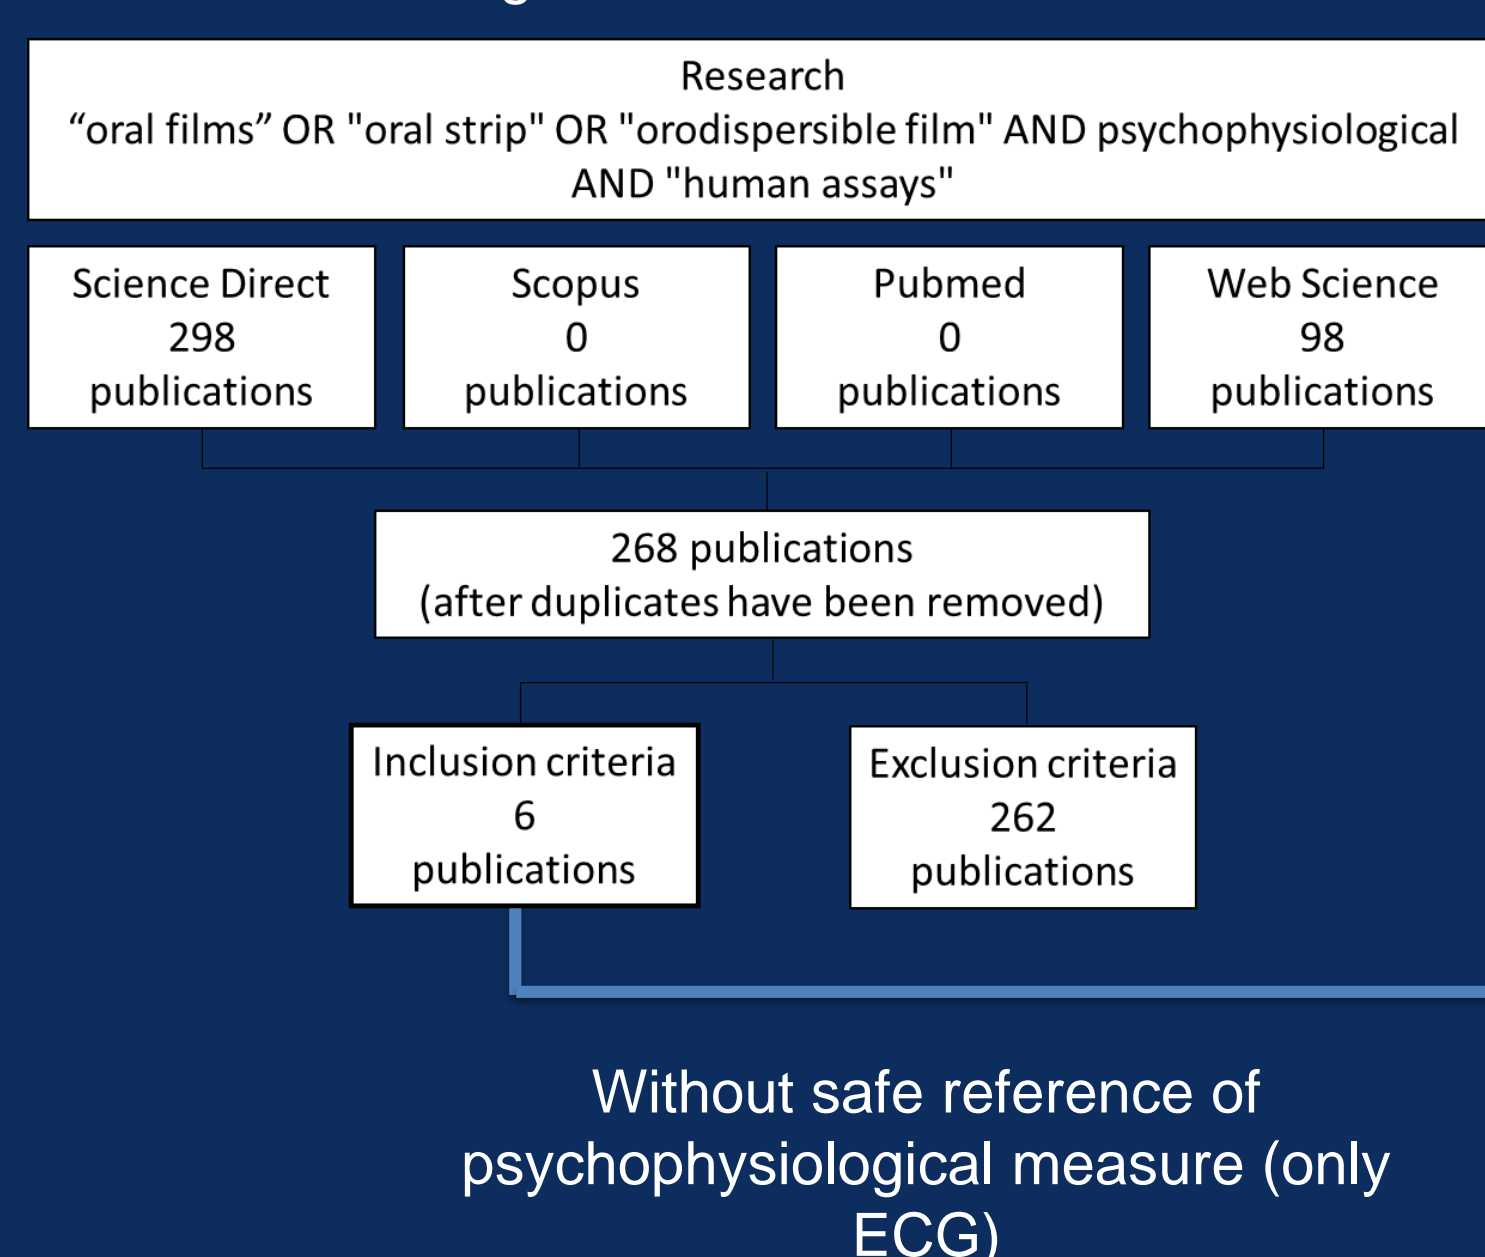 Research
“oral films” OR "oral strip" OR "orodispersible film" AND psychophysiological
AND "human assays"
Science Direct
298
publications
Scopus
0
publications
Pubmed
0
publications
Web Science
98
publications
268 publications
(after duplicates have been removed)
Inclusion criteria
6
publications
Exclusion criteria
262
publications
Without safe reference of
psychophysiological measure (only
ECG)